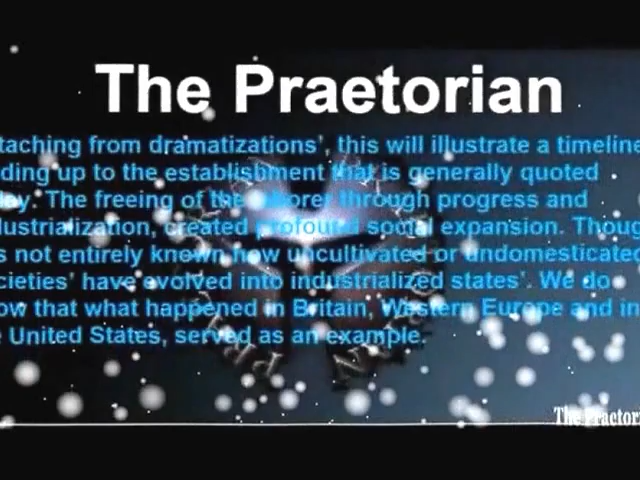 The Praetorian
taching from dramatizations', this will illustrate a timeline
ding up to the establishment that is generally quoted
ay. The freeing of the laborer through progress and
dustrialization, created profound social expansion. Thoug
s not entirely known how uncultivated or undomesticated
cieties' have evolved into industrialized states'. We do
ow that what happened in Britain, Western Europe and in
e United States, served as an example.
The Praetori